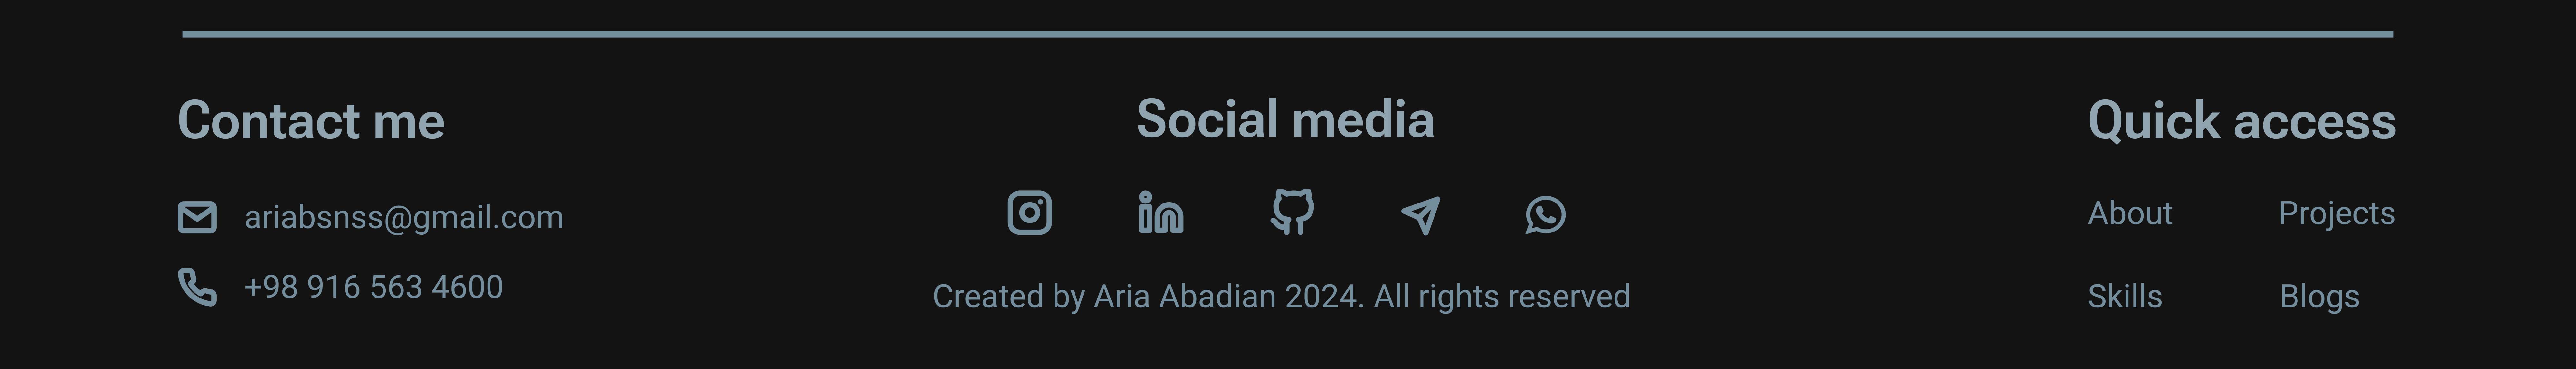 Contact me
ariabsnss@gmail.com
+98 916 563 4600
Social media
Created by Aria Abadian 2024. All rights reserved
Quick access
About Projects
Skills Blogs